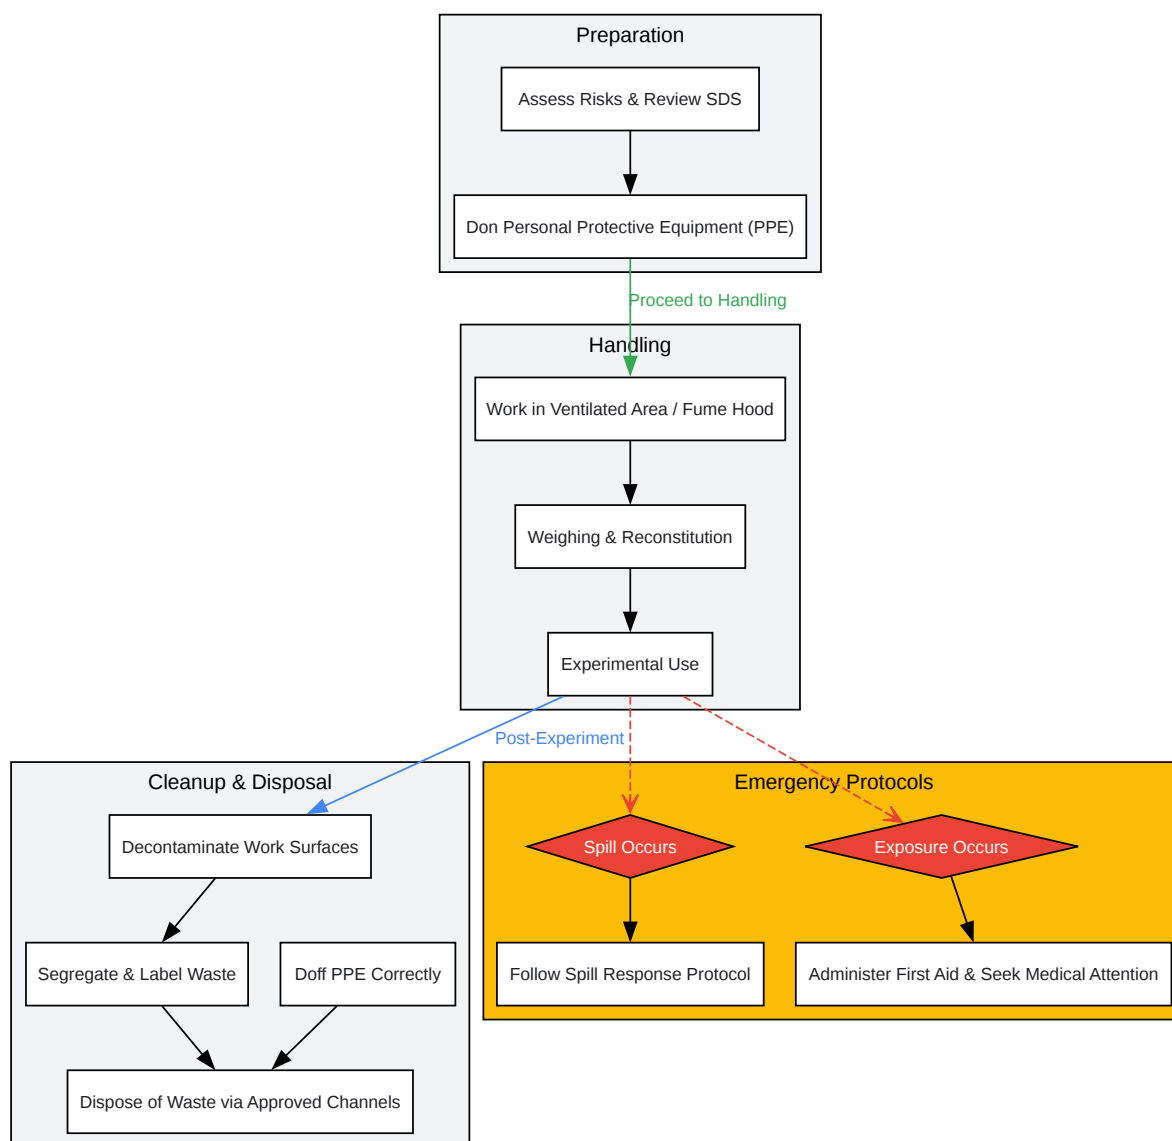 Preparation
Assess Risks & Review SDS
Don Personal Protective Equipment (PPE)
Proceed to Handling
Handling
Work in Ventilated Area / Fume Hood
Weighing & Reconstitution
Experimental Use
Post-Experiment
Cleanup & Disposal
Decontaminate Work Surfaces
Segregate & Label Waste
Doff PPE Correctly
Dispose of Waste via Approved Channels
Emergency Protocols
Spill Occurs
Exposure Occurs
Follow Spill Response Protocol
Administer First Aid & Seek Medical Attention